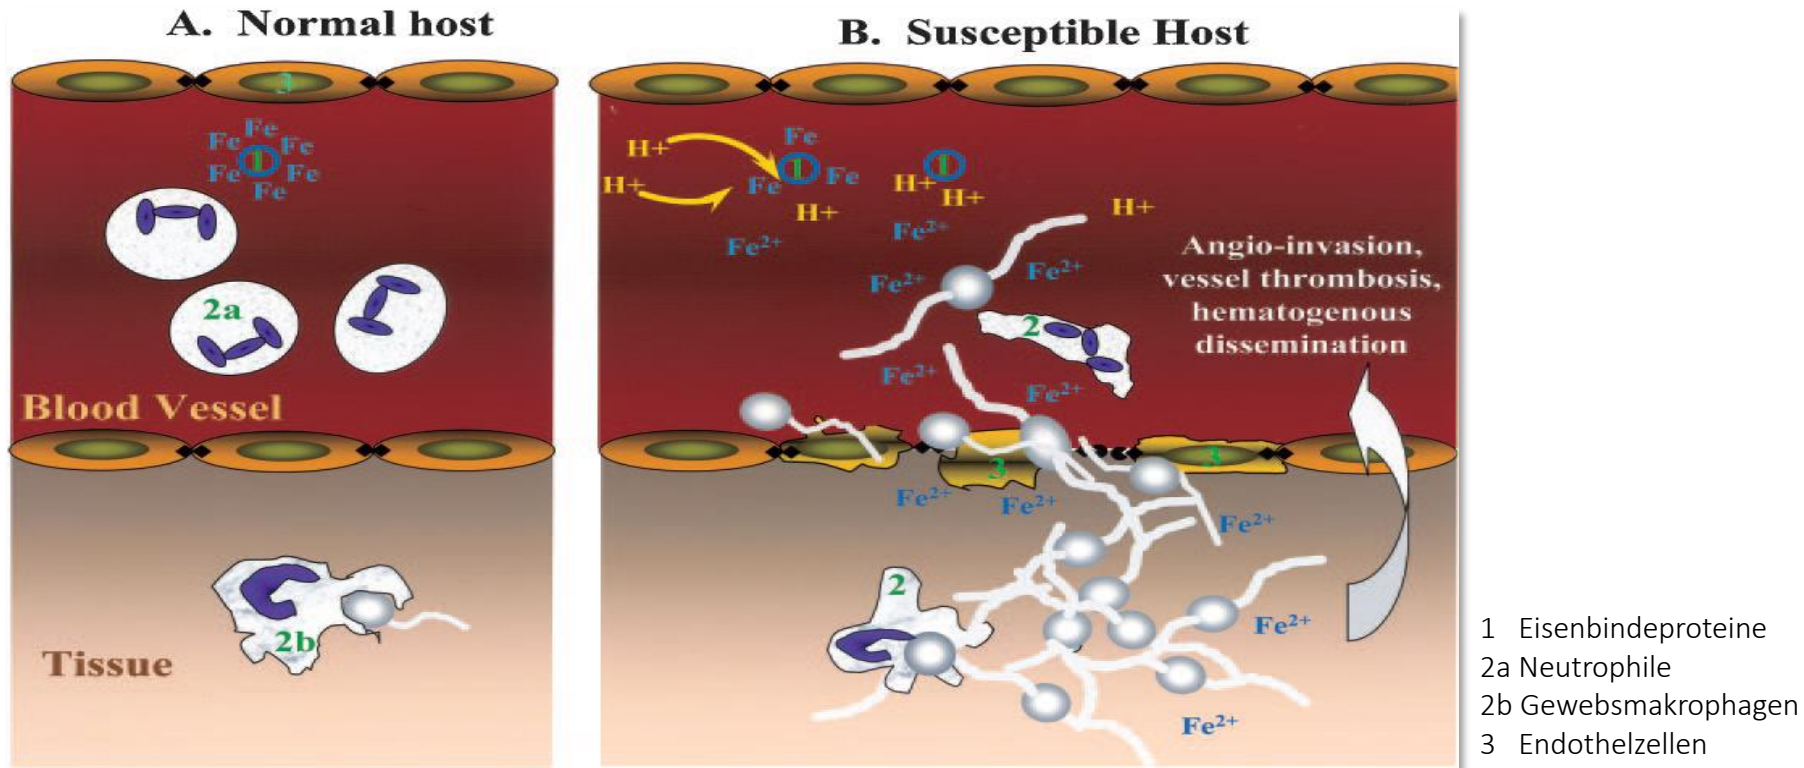 A. Normal host
3
Fe
Fe Fe
1
Fe Fe
Fe
2a
Blood Vessel
2b
Tissue
B. Susceptible Host
H+
Fe
1
1
H+
Fe
Fe
H+
H+
H+
H+
Fe2+
Fe2+
Angio-invasion,
vessel thrombosis,
hematogenous
dissemination
Fe2+
Fe2+
2
Fe2+
Fe2+
3
3
Fe2+
Fe2+
Fe2+
2
Fe2+
Fe2+
1 Eisenbindeproteine
2a Neutrophile
2b Gewebsmakrophagen
3 Endothelzellen